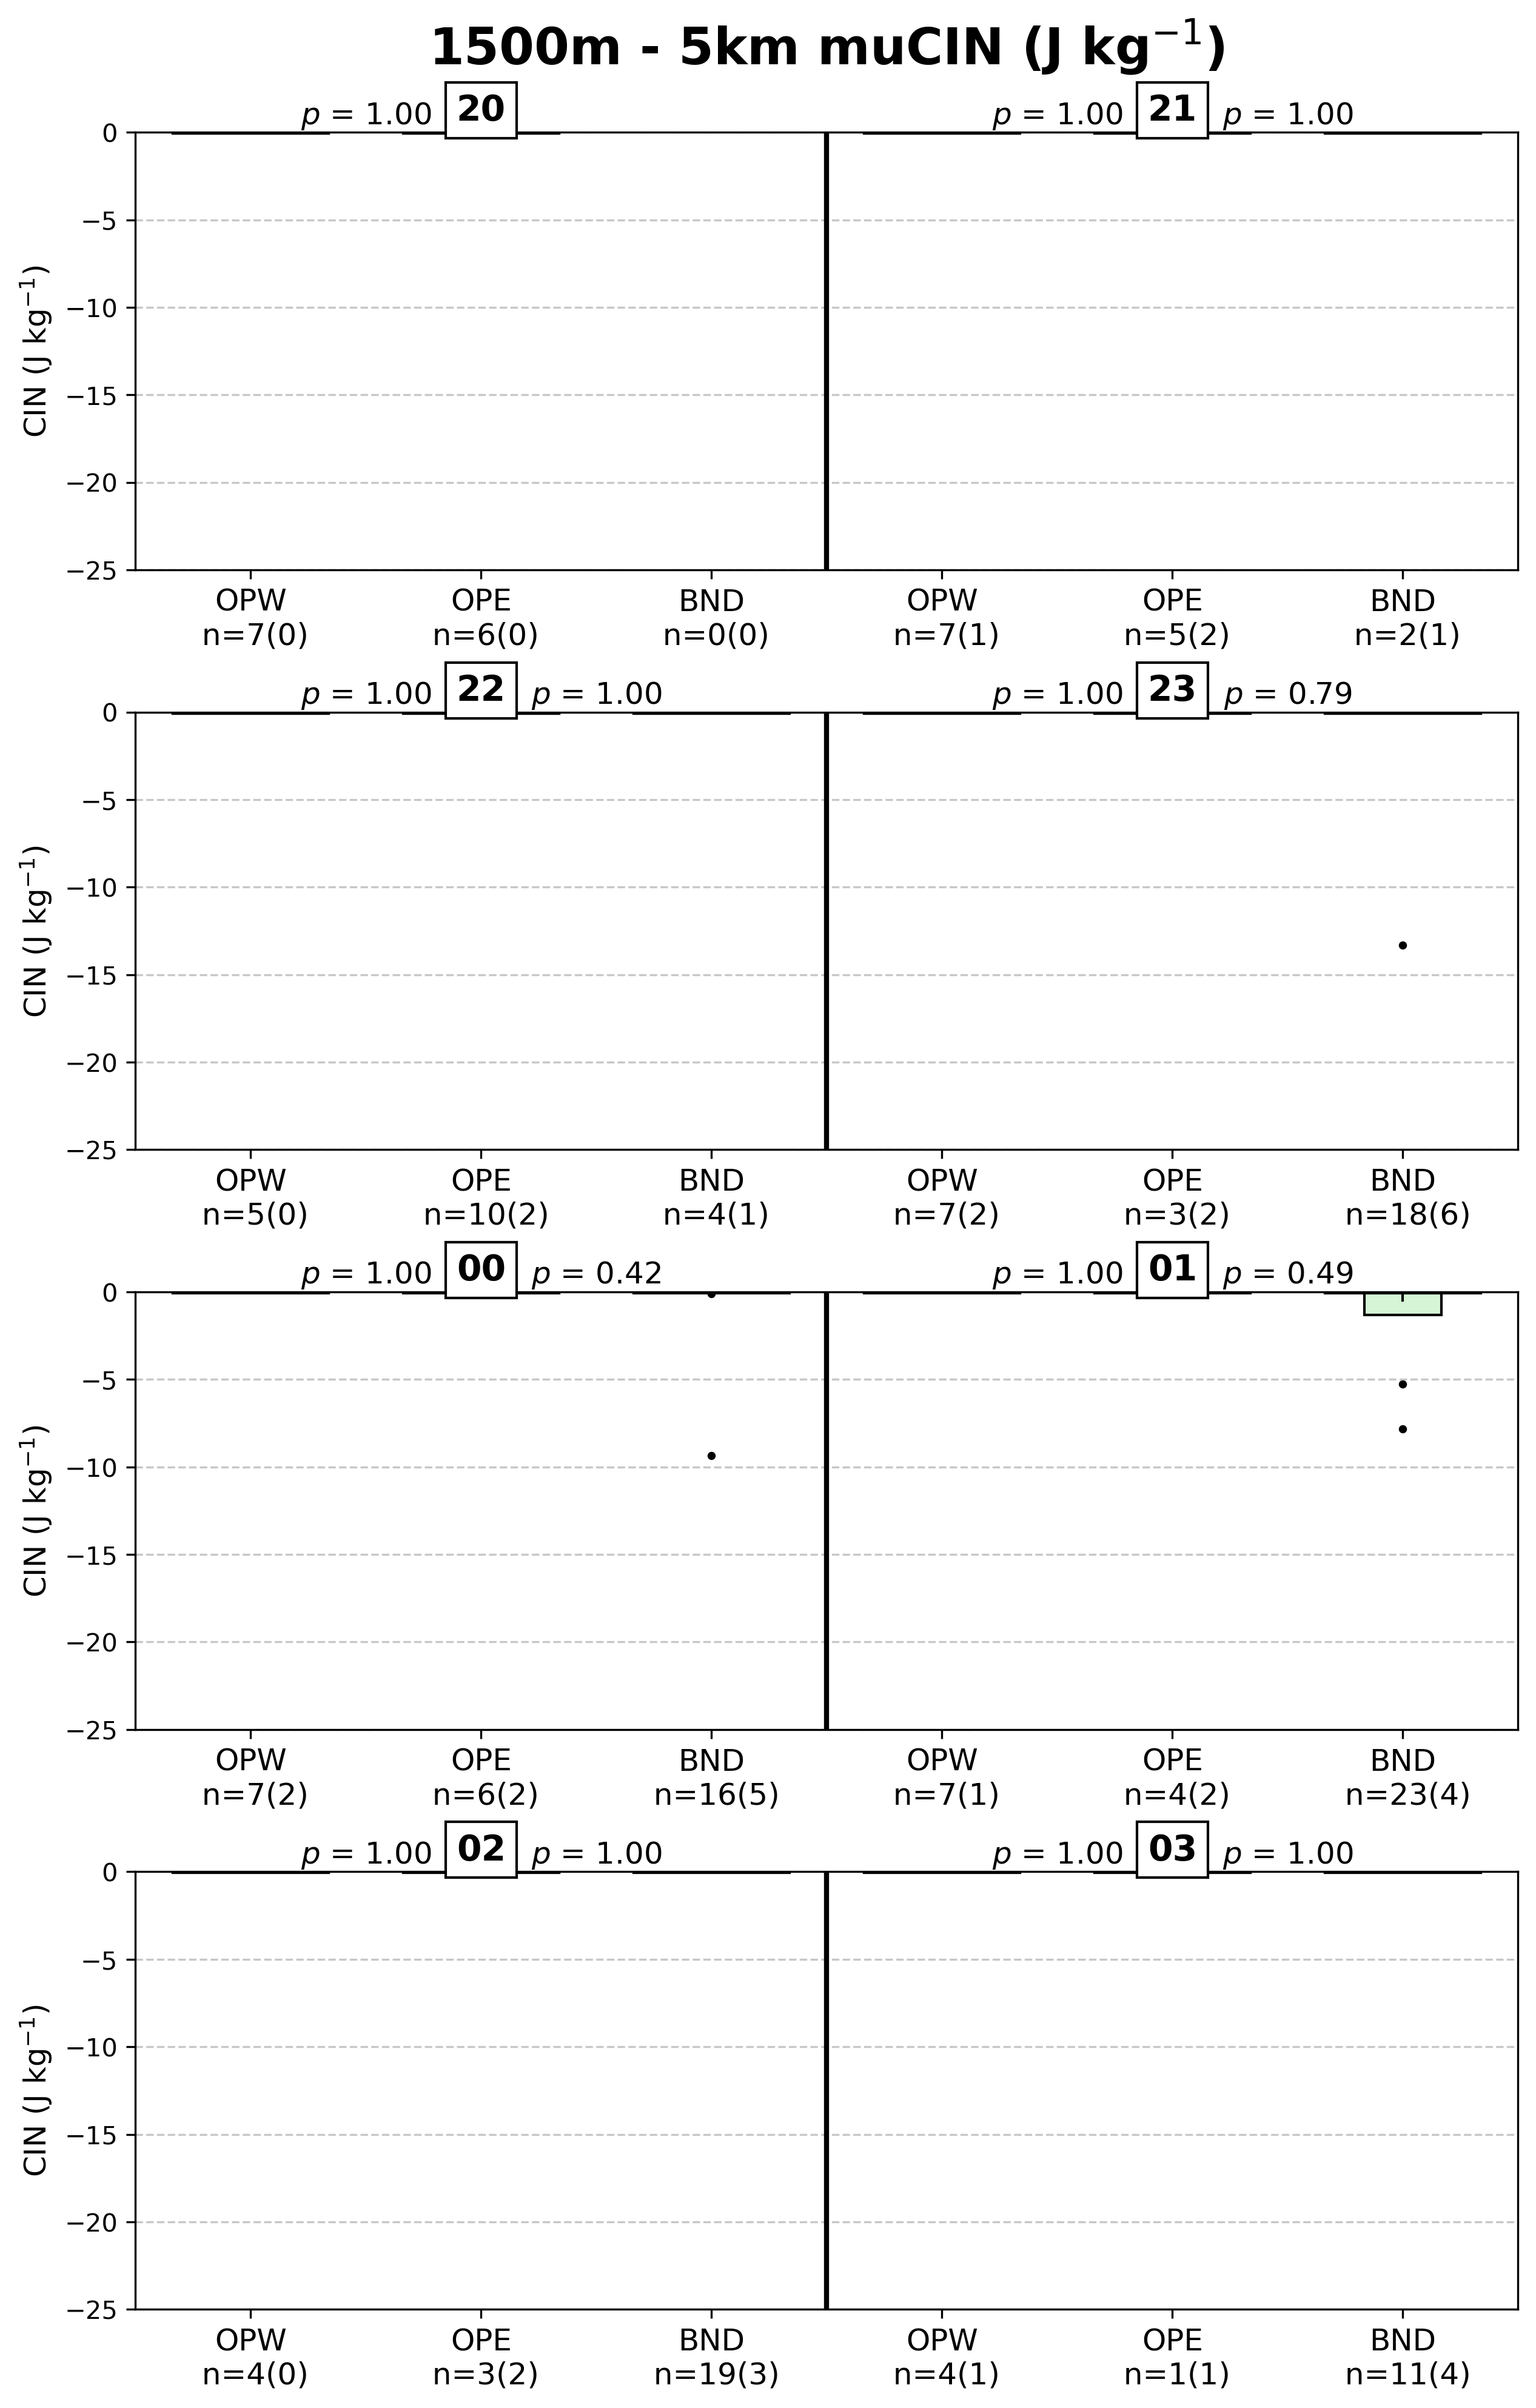 1500m - 5km muCIN (J kg⁻¹)
p = 1.00 20
p = 1.00 21 p = 1.00
CIN (J kg⁻¹)
0
−5
−10
−15
−20
−25
OPW OPE BND OPW OPE BND
n=7(0) n=6(0) n=0(0) n=7(1) n=5(2) n=2(1)
p = 1.00 22 p = 1.00
p = 1.00 23 p = 0.79
CIN (J kg⁻¹)
0
−5
−10
−15
−20
−25
OPW OPE BND OPW OPE BND
n=5(0) n=10(2) n=4(1) n=7(2) n=3(2) n=18(6)
p = 1.00 00 p = 0.42
p = 1.00 01 p = 0.49
CIN (J kg⁻¹)
0
−5
−10
−15
−20
−25
OPW OPE BND OPW OPE BND
n=7(2) n=6(2) n=16(5) n=7(1) n=4(2) n=23(4)
p = 1.00 02 p = 1.00
p = 1.00 03 p = 1.00
CIN (J kg⁻¹)
0
−5
−10
−15
−20
−25
OPW OPE BND OPW OPE BND
n=4(0) n=3(2) n=19(3) n=4(1) n=1(1) n=11(4)